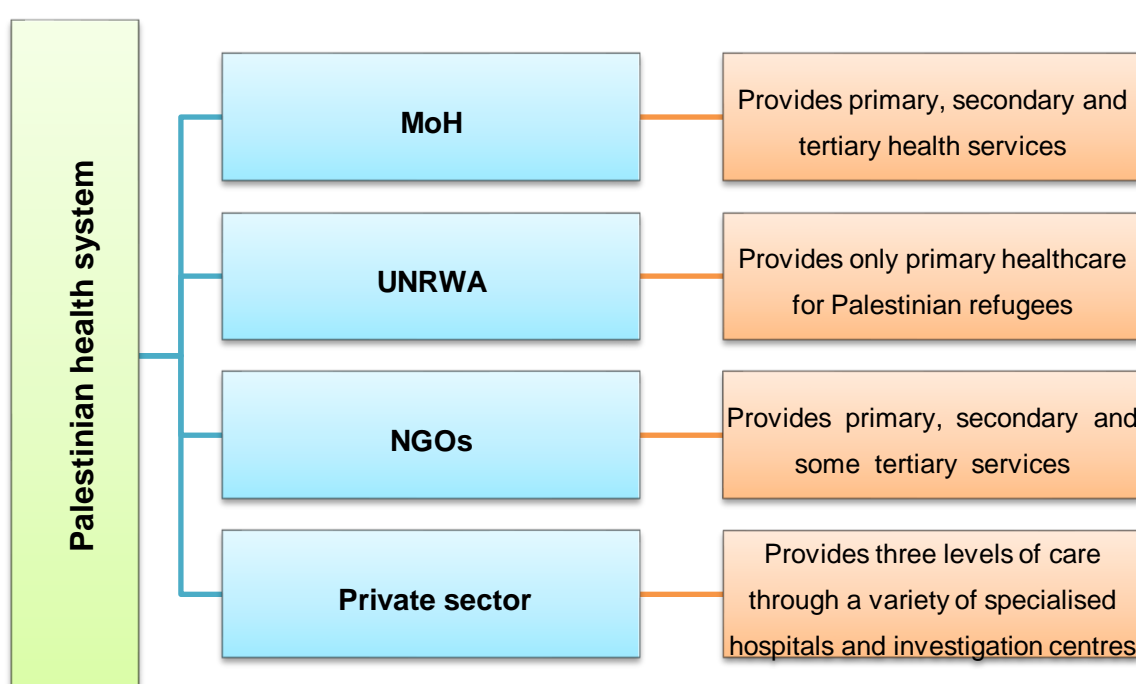 Palestinian health system
MoH
Provides primary, secondary and
tertiary health services
UNRWA
Provides only primary healthcare
for Palestinian refugees
NGOs
Provides primary, secondary and
some tertiary services
Private sector
Provides three levels of care
through a variety of specialised
hospitals and investigation centres